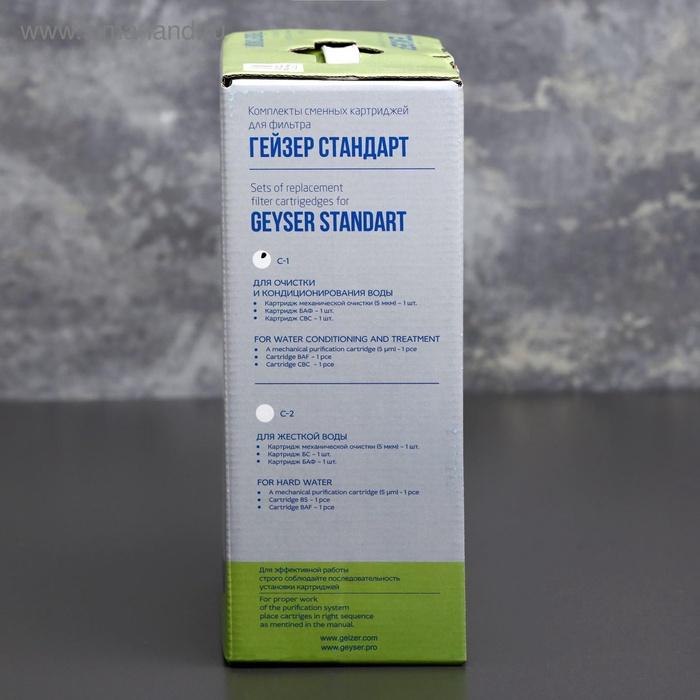 Комплекты сменных картриджей
для фильтра
ГЕЙЗЕР СТАНДАРТ
Sets of replacement
filter cartrigedges for
GEYSER STANDART
С-1
ДЛЯ ОЧИСТКИ
И КОНДИЦИОНИРОВАНИЯ ВОДЫ
• Картридж механической очистки (5 мкм) – 1 шт.
• Картридж БАФ – 1 шт.
• Картридж СВС – 1 шт.
FOR WATER CONDITIONING AND TREATMENT
• A mechanical purification cartridge (5 µm) - 1 pce
• Cartridge BAF – 1 pce
• Cartridge CBC – 1 pce
С-2
ДЛЯ ЖЕСТКОЙ ВОДЫ
• Картридж механической очистки (5 мкм) – 1 шт.
• Картридж БС – 1 шт.
• Картридж БАФ – 1 шт.
FOR HARD WATER
• A mechanical purification cartridge (5 µm) - 1 pce
• Cartridge BS – 1 pce
• Cartridge BAF – 1 pce
Для эффективной работы
строго соблюдайте последовательность
установки картриджей
For proper work
of the purification system
place cartriges in right sequence
as mentined in the manual.
www.geizer.com
www.geyser.pro